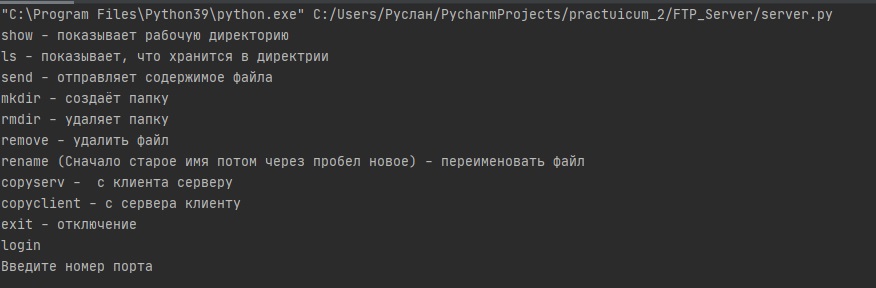 "C:\Program Files\Python39\python.exe" C:/Users/Руслан/PycharmProjects/practuicum_2/FTP_Server/server.py
show - показывает рабочую директорию
ls - показывает, что хранится в директрии
send - отправляет содержимое файла
mkdir - создаёт папку
rmdir - удаляет папку
remove - удалить файл
rename (Сначало старое имя потом через пробел новое) - переименовать файл
copyserv -  с клиента серверу
copyclient - с сервера клиенту
exit - отключение
login
Введите номер порта